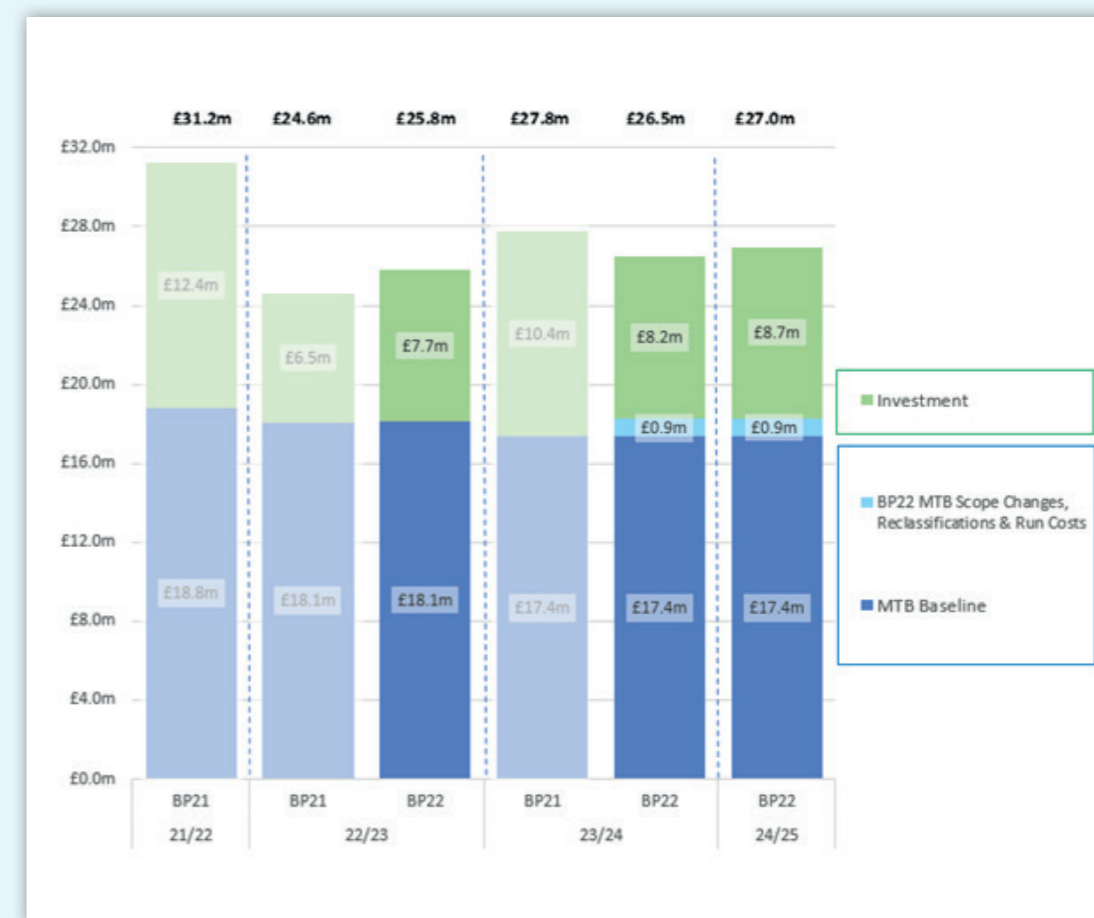 £31.2m £24.6m £25.8m £27.8m £26.5m £27.0m
£32.0m
£28.0m
£24.0m
£20.0m
£16.0m
£12.0m
£8.0m
£4.0m
£0.0m
£12.4m
£18.8m
£6.5m
£18.1m
£7.7m
£18.1m
£10.4m
£17.4m
£8.2m
£0.9m
£17.4m
£8.7m
£0.9m
£17.4m
BP21 BP21 BP22 BP21 BP22 BP22
21/22 22/23 23/24 24/25
Investment
BP22 MTB Scope Changes,
Reclassifications & Run Costs
MTB Baseline